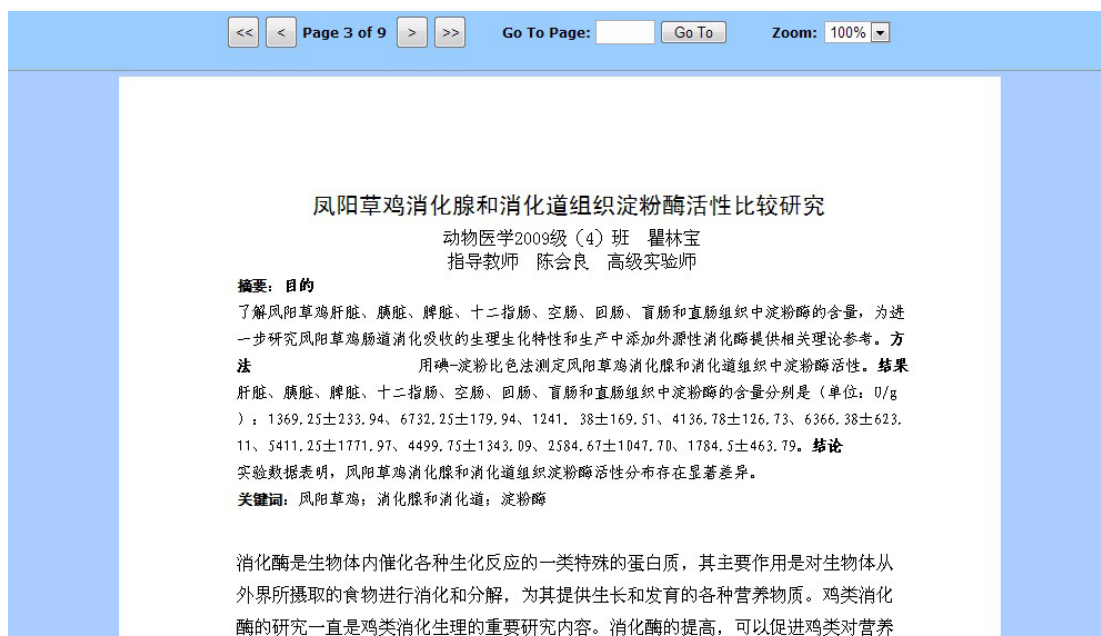 << < Page 3 of 9 > >> Go To Page: Go To Zoom: 100%
凤阳草鸡消化腺和消化道组织淀粉酶活性比较研究
动物医学2009级（4）班 瞿林宝
指导教师 陈会良 高级实验师
摘要：目的
了解凤阳草鸡肝脏、胰脏、脾脏、十二指肠、空肠、回肠、盲肠和直肠组织中淀粉酶的含量，为进
一步研究凤阳草鸡肠道消化吸收的生理生化特性和生产中添加外源性消化酶提供相关理论参考。方
法 用碘-淀粉比色法测定凤阳草鸡消化腺和消化道组织中淀粉酶活性。结果
肝脏、胰脏、脾脏、十二指肠、空肠、回肠、盲肠和直肠组织中淀粉酶的含量分别是（单位：U/g
）：1369.25±233.94、6732.25±179.94、1241. 38±169.51、4136.78±126.73、6366.38±623.
11、5411.25±1771.97、4499.75±1343.09、2584.67±1047.70、1784.5±463.79。结论
实验数据表明，凤阳草鸡消化腺和消化道组织淀粉酶活性分布存在显著差异。
关键词：凤阳草鸡；消化腺和消化道；淀粉酶
消化酶是生物体内催化各种生化反应的一类特殊的蛋白质，其主要作用是对生物体从
外界所摄取的食物进行消化和分解，为其提供生长和发育的各种营养物质。鸡类消化
酶的研究一直是鸡类消化生理的重要研究内容。消化酶的提高，可以促进鸡类对营养